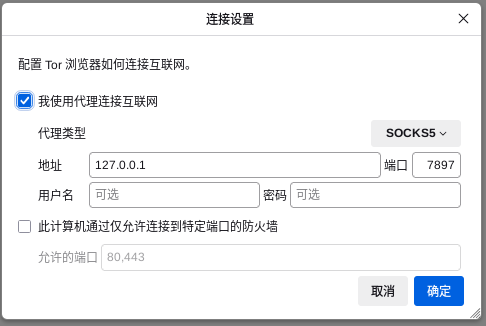 连接设置
配置 Tor 浏览器如何连接互联网。
我使用代理连接互联网
代理类型 SOCKS5
地址 127.0.0.1 端口 7897
用户名 可选 密码 可选
此计算机通过仅允许连接到特定端口的防火墙
允许的端口 80,443
取消 确定